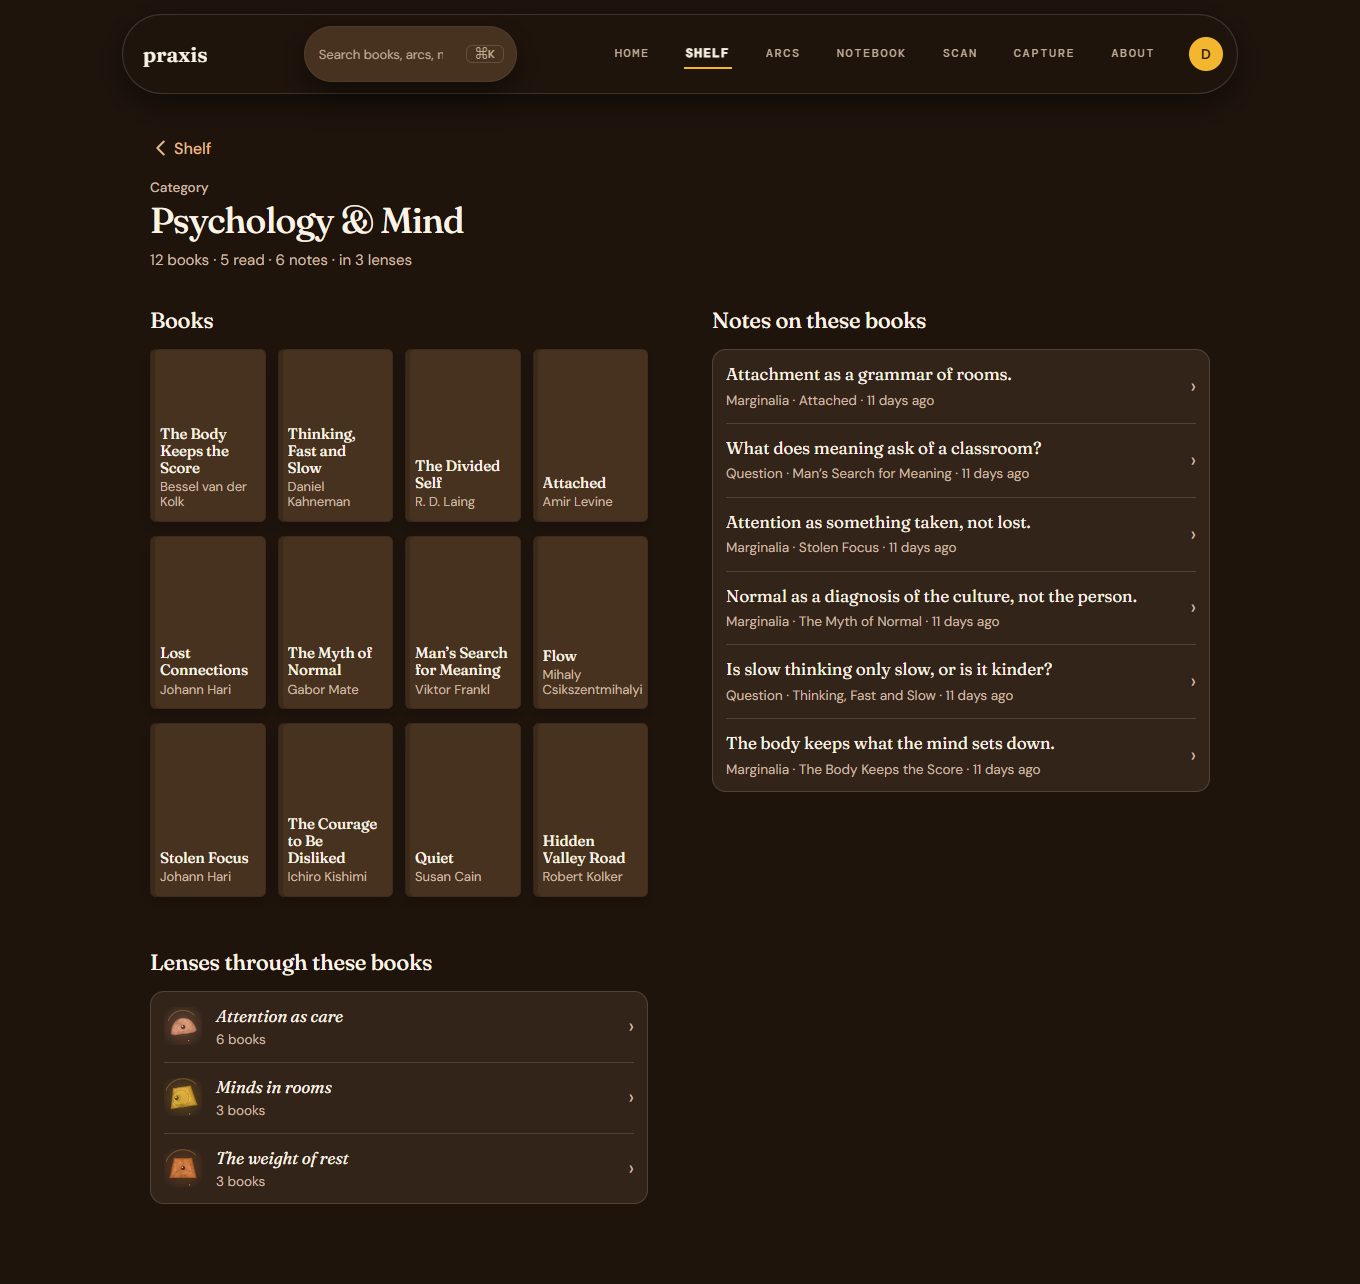 praxis
Search books, arcs, n
⌘K
HOME
SHELF
ARCS
NOTEBOOK
SCAN
CAPTURE
ABOUT
D
Shelf
Category
Psychology & Mind
12 books · 5 read · 6 notes · in 3 lenses
Books
The Body
Keeps the
Score
Bessel van der
Kolk
Thinking,
Fast and
Slow
Daniel
Kahneman
The Divided
Self
R. D. Laing
Attached
Amir Levine
Lost
Connections
Johann Hari
The Myth of
Normal
Gabor Mate
Man’s Search
for Meaning
Viktor Frankl
Flow
Mihaly
Csikszentmihalyi
Stolen Focus
Johann Hari
The Courage
to Be
Disliked
Ichiro Kishimi
Quiet
Susan Cain
Hidden
Valley Road
Robert Kolker
Notes on these books
Attachment as a grammar of rooms.
Marginalia · Attached · 11 days ago
What does meaning ask of a classroom?
Question · Man’s Search for Meaning · 11 days ago
Attention as something taken, not lost.
Marginalia · Stolen Focus · 11 days ago
Normal as a diagnosis of the culture, not the person.
Marginalia · The Myth of Normal · 11 days ago
Is slow thinking only slow, or is it kinder?
Question · Thinking, Fast and Slow · 11 days ago
The body keeps what the mind sets down.
Marginalia · The Body Keeps the Score · 11 days ago
Lenses through these books
Attention as care
6 books
Minds in rooms
3 books
The weight of rest
3 books